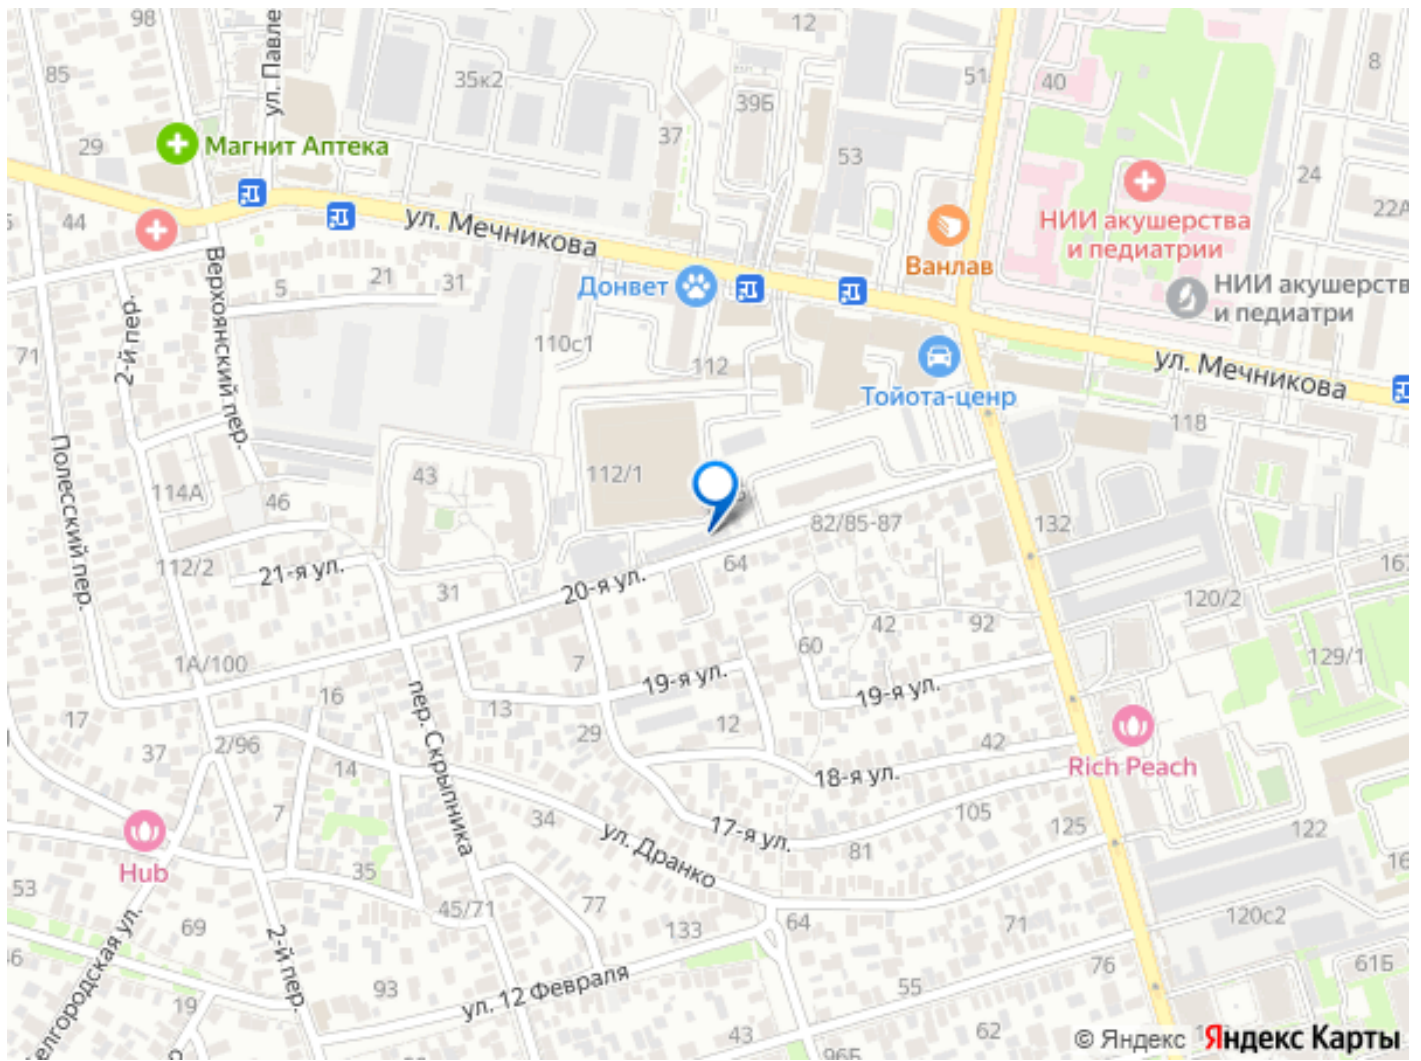 98
12
ул. Павле
85
35к2
51
40
8
39Б
29
Магнит Аптека
37
53
24
44
ул. Мечникова
НИИ акушерства
и педиатрии
22А
Ванлав
5
21
31
Донвет
НИИ акушерств
и педиатри
Верхоянский пер.
2-й пер.
71
110с1
112
ул. Мечникова
Тойота-ценр
118
Полесский пер.
114А
43
112/1
46
82/85-87
132
112/2
21-я ул.
64
20-я ул.
31
120/2
42
92
1А/100
7
60
129/1
19-я ул.
19-я ул.
16
пер. Скрыпника
13
17
12
29
37
2/96
42
14
18-я ул.
Rich Peach
7
34
17-я ул.
105
125
122
Hub
ул. Дранко
81
35
53
77
45/71
120с2
69
133
64
71
2-й пер.
елгородская ул.
76
61Б
ул. 12 Февраля
93
55
19
43
62
96Б
© Яндекс Яндекс Карты